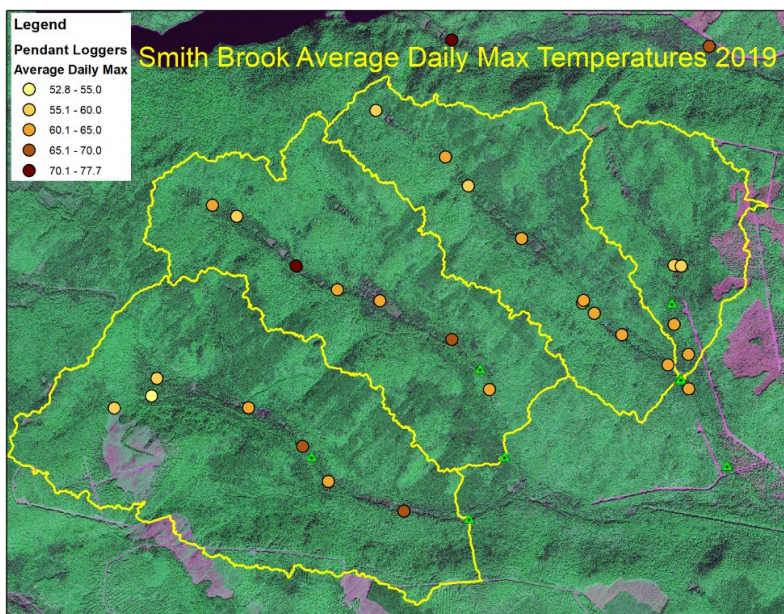 Legend
Pendant Loggers
Average Daily Max
52.8 - 55.0
55.1 - 60.0
60.1 - 65.0
65.1 - 70.0
70.1 - 77.7
Smith Brook Average Daily Max Temperatures 2019